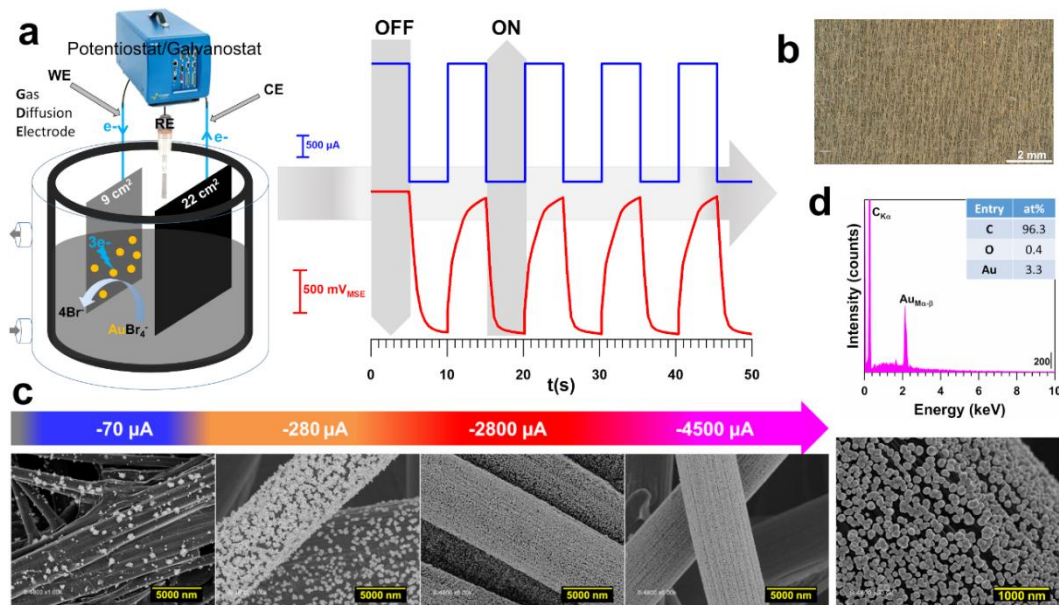 a
Potentiostat/Galvanostat
WE
CE
Gas
Diffusion
Electrode
RE
e-
e-
9 cm²
22 cm²
3e-
4Br⁻
AuBr₄⁻
OFF
ON
500 µA
500 mV_MSE
0
10
20
30
40
50
t(s)
b
2 mm
d
C_Kα
Au_Mα-β
Entry at%
C 96.3
O 0.4
Au 3.3
Intensity (counts)
200
0 2 4 6 8 10
Energy (keV)
c
-70 µA
-280 µA
-2800 µA
-4500 µA
5000 nm
5000 nm
5000 nm
5000 nm
1000 nm